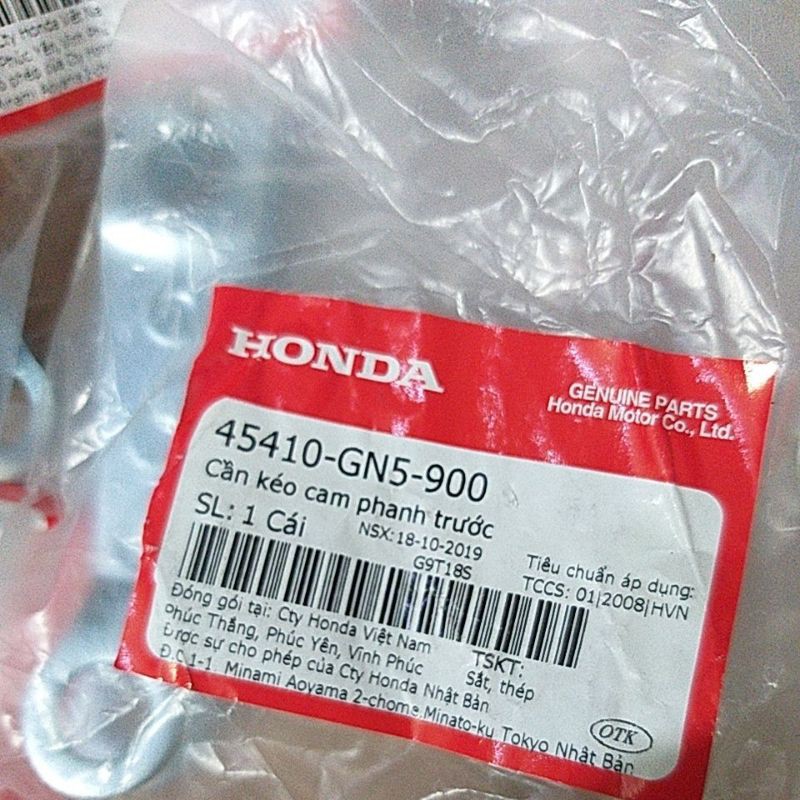 HONDA
GENUINE PARTS
Honda Motor Co., Ltd.
45410-GN5-900
Cần kéo cam phanh trước
SL: 1 Cái
NSX: 18-10-2019
G9T18S
Tiêu chuẩn áp dụng:
TCCS: 01|2008|HVN
Đóng gói tại: Cty Honda Việt Nam
Phúc Thắng, Phúc Yên, Vĩnh Phúc
Được sự cho phép của Cty Honda Nhật Bản
Đ.C 1-1, Minami Aoyama 2-chome, Minato-ku Tokyo Nhật Bản
TSKT:
Sắt, thép
OTK